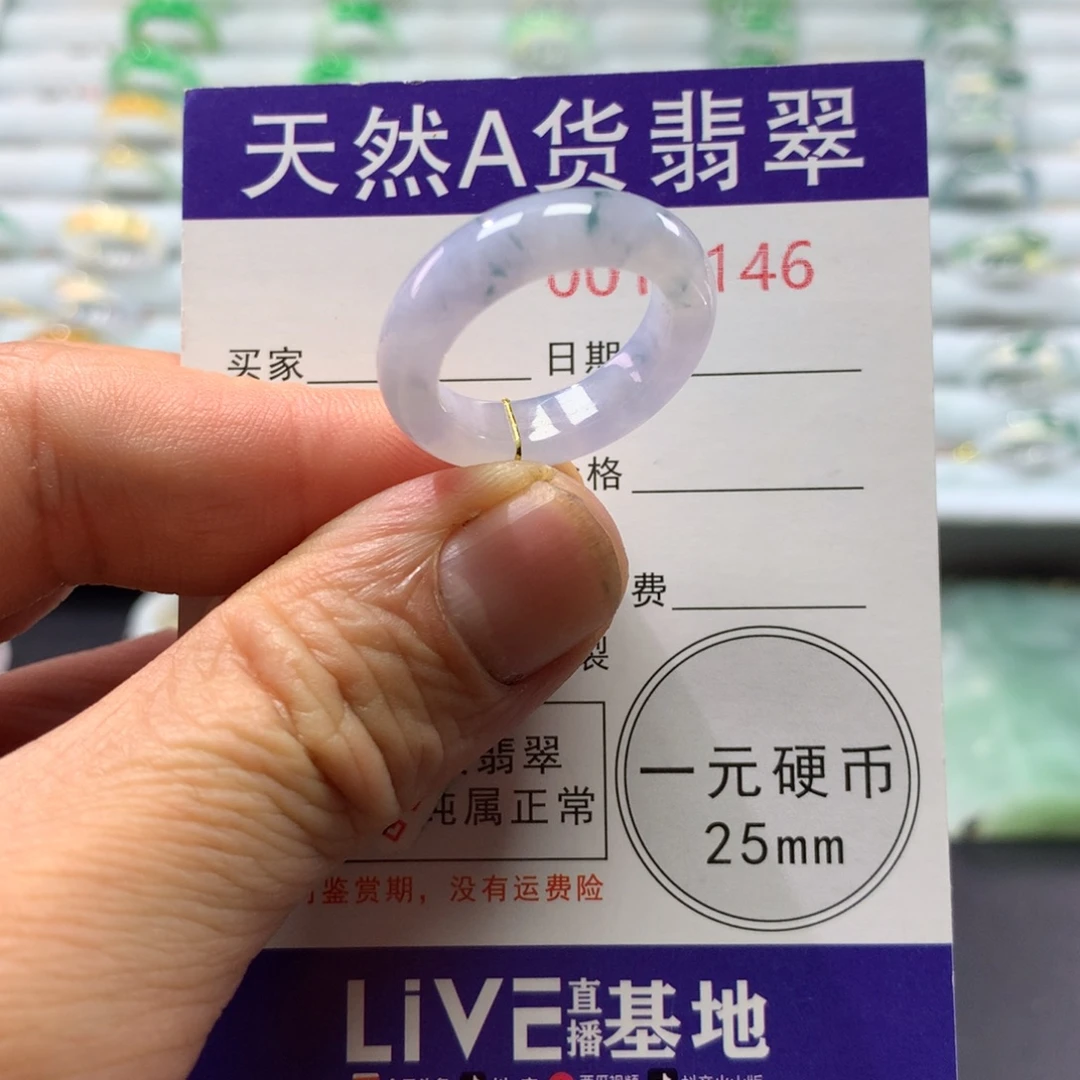 天然A货翡翠
146
买家 日期
格
费
製
翡翠
纯属正常
鉴赏期，没有运费险
一元硬币
25mm
LiVE直播基地